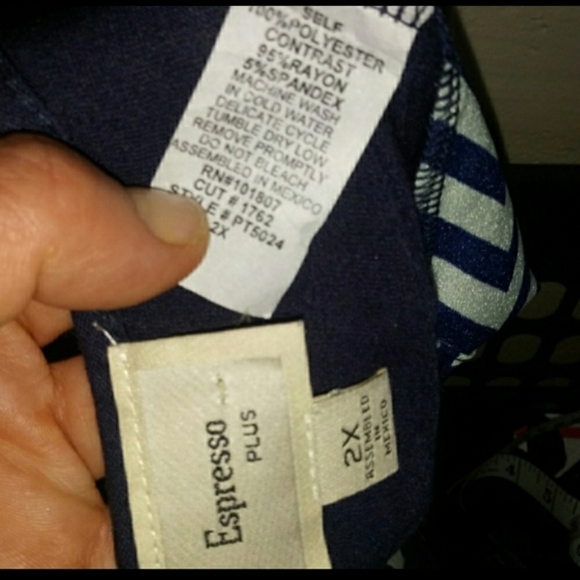 SELF
100%POLYESTER
CONTRAST
95%RAYON
5%SPANDEX
MACHINE WASH
IN COLD WATER
DELICATE CYCLE
TUMBLE DRY LOW
REMOVE PROMPTLY
DO NOT BLEACH
ASSEMBLED IN MEXICO
RN#101807
CUT # 1762
STYLE # PT5024
2X
Espresso
PLUS
2X
ASSEMBLED
IN
MEXICO